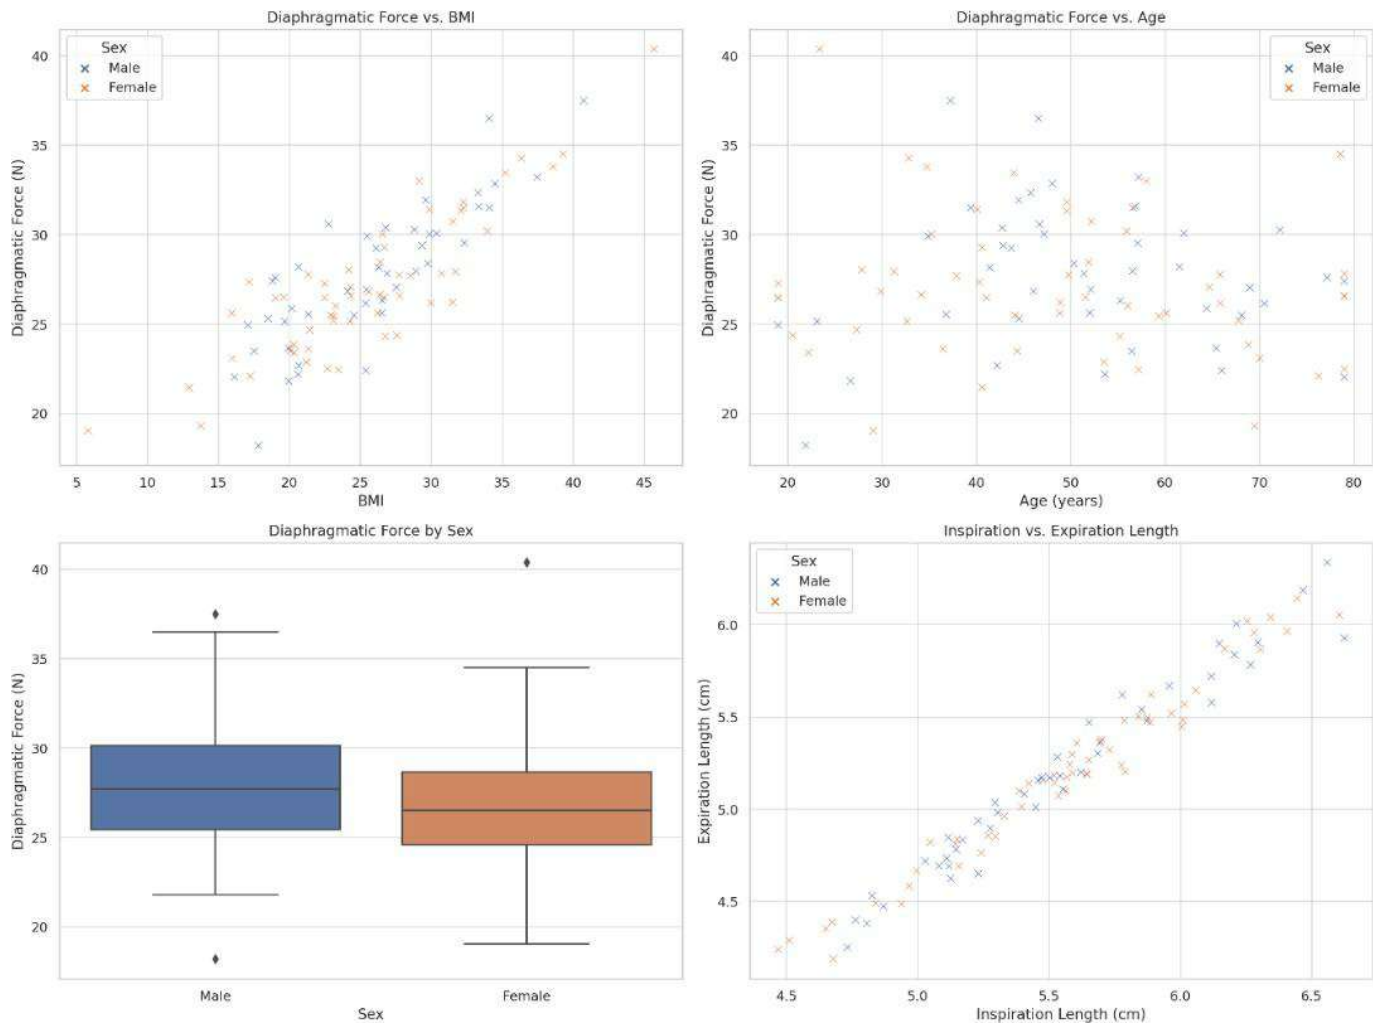 Diaphragmatic Force vs. BMI
Sex
Male
Female
40
35
30
25
20
Diaphragmatic Force (N)
5 10 15 20 25 30 35 40 45
BMI
Diaphragmatic Force vs. Age
Sex
Male
Female
40
35
30
25
20
Diaphragmatic Force (N)
20 30 40 50 60 70 80
Age (years)
Diaphragmatic Force by Sex
40
35
30
25
20
Diaphragmatic Force (N)
Male Female
Sex
Inspiration vs. Expiration Length
Sex
Male
Female
6.0
5.5
5.0
4.5
Expiration Length (cm)
4.5 5.0 5.5 6.0 6.5
Inspiration Length (cm)